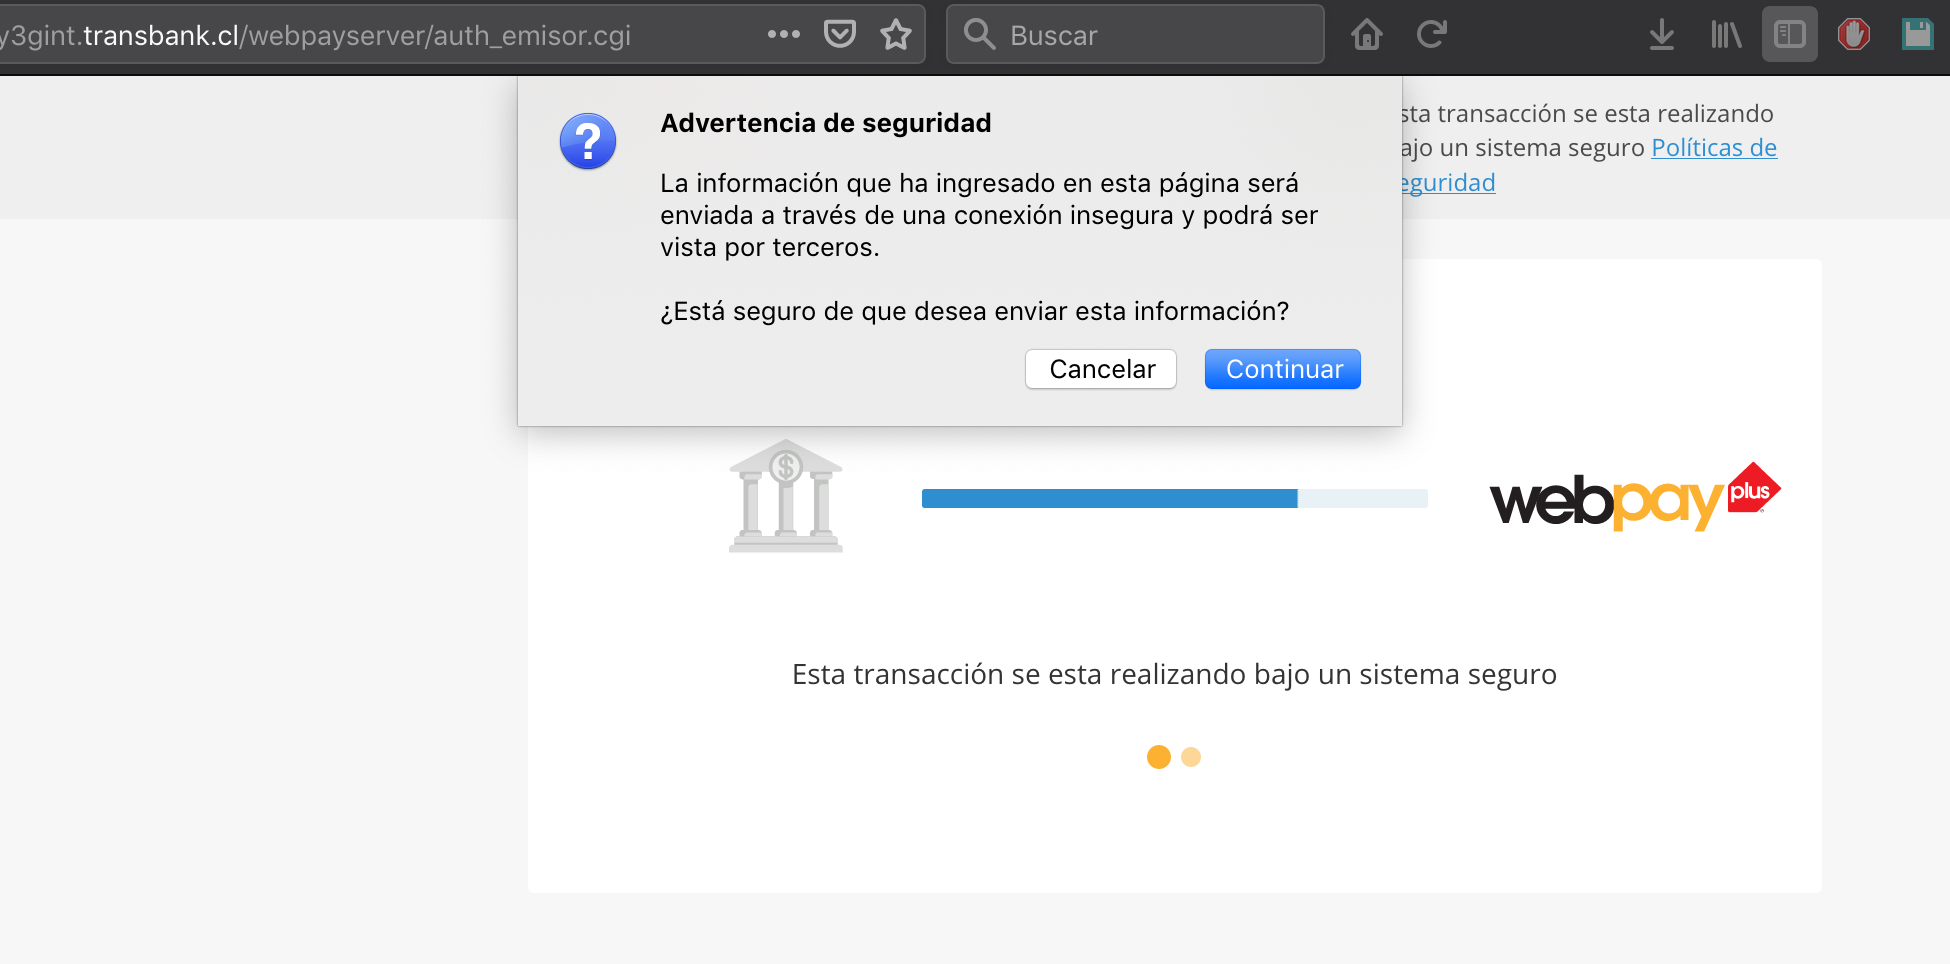 y3gint.transbank.cl/webpayserver/auth_emisor.cgi
Buscar
Advertencia de seguridad
La información que ha ingresado en esta página será
enviada a través de una conexión insegura y podrá ser
vista por terceros.
¿Está seguro de que desea enviar esta información?
Cancelar
Continuar
sta transacción se esta realizando
ajo un sistema seguro Políticas de
eguridad
$
webpay plus
Esta transacción se esta realizando bajo un sistema seguro